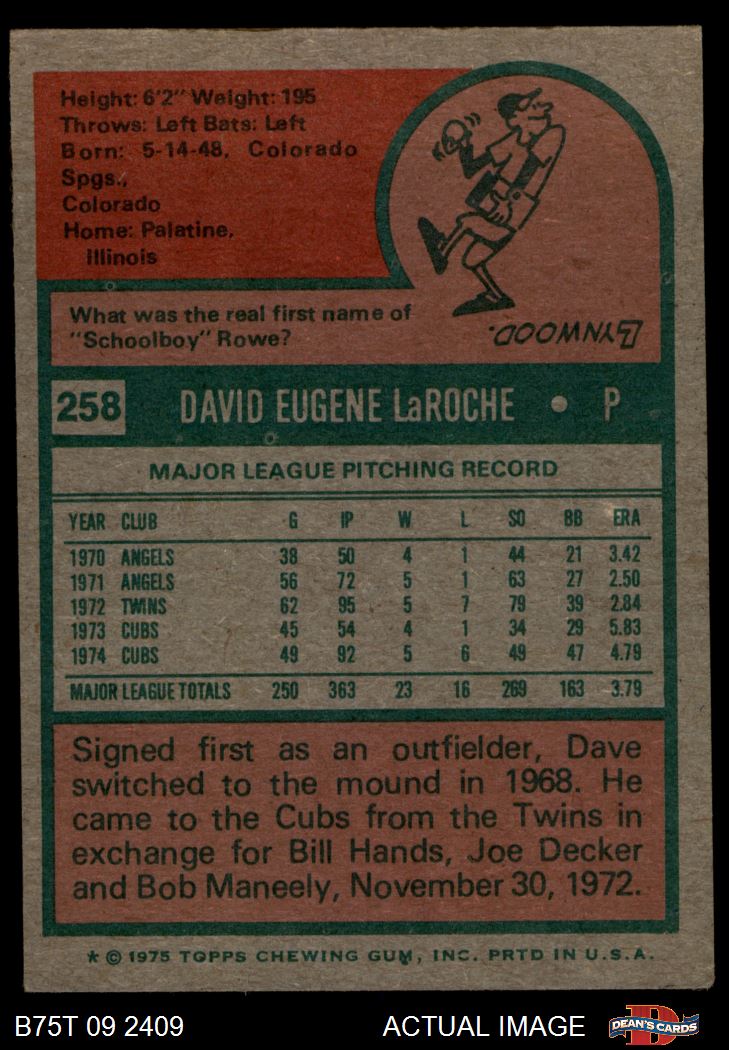 Height: 6'2" Weight: 195
Throws: Left Bats: Left
Born: 5-14-48, Colorado
Spgs.,
Colorado
Home: Palatine,
Illinois
What was the real first name of
"Schoolboy" Rowe?
LYNWOOD.
258 DAVID EUGENE LaROCHE • P
MAJOR LEAGUE PITCHING RECORD
YEAR CLUB G IP W L SO BB ERA
1970 ANGELS 38 50 4 1 44 21 3.42
1971 ANGELS 56 72 5 1 63 27 2.50
1972 TWINS 62 95 5 7 79 39 2.84
1973 CUBS 45 54 4 1 34 29 5.83
1974 CUBS 49 92 5 6 49 47 4.79
MAJOR LEAGUE TOTALS 250 363 23 16 269 163 3.79
Signed first as an outfielder, Dave
switched to the mound in 1968. He
came to the Cubs from the Twins in
exchange for Bill Hands, Joe Decker
and Bob Maneely, November 30, 1972.
* © 1975 TOPPS CHEWING GUM, INC. PRTD IN U.S.A.
B75T 09 2409 ACTUAL IMAGE D DEAN'S CARDS